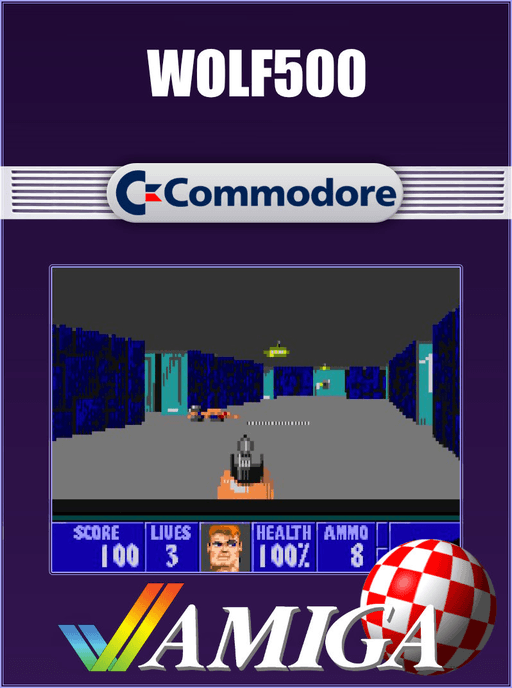 WOLF500
Commodore
SCORE LIVES HEALTH AMMO
100 3 100% 8
AMIGA